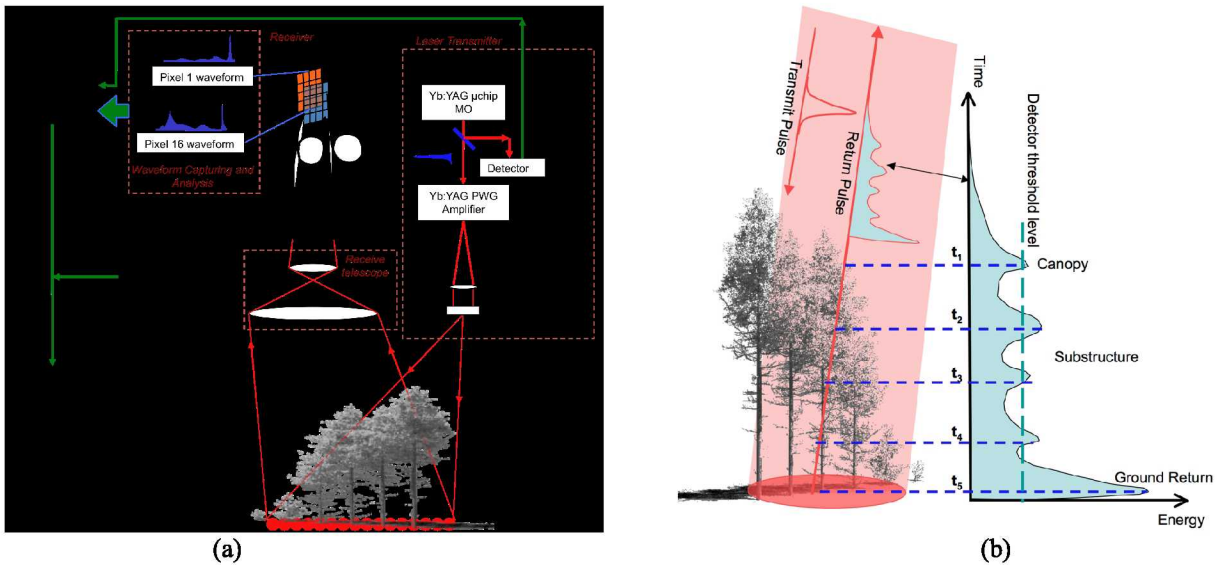 Receiver
Laser Transmitter
Pixel 1 waveform
Pixel 16 waveform
Waveform Capturing and
Analysis
Yb:YAG µchip
MO
Detector
Yb:YAG PWG
Amplifier
Receive
telescope
(a)
Transmit Pulse
Return Pulse
Time
Detector threshold level
t1
Canopy
t2
Substructure
t3
t4
t5
Ground Return
Energy
(b)